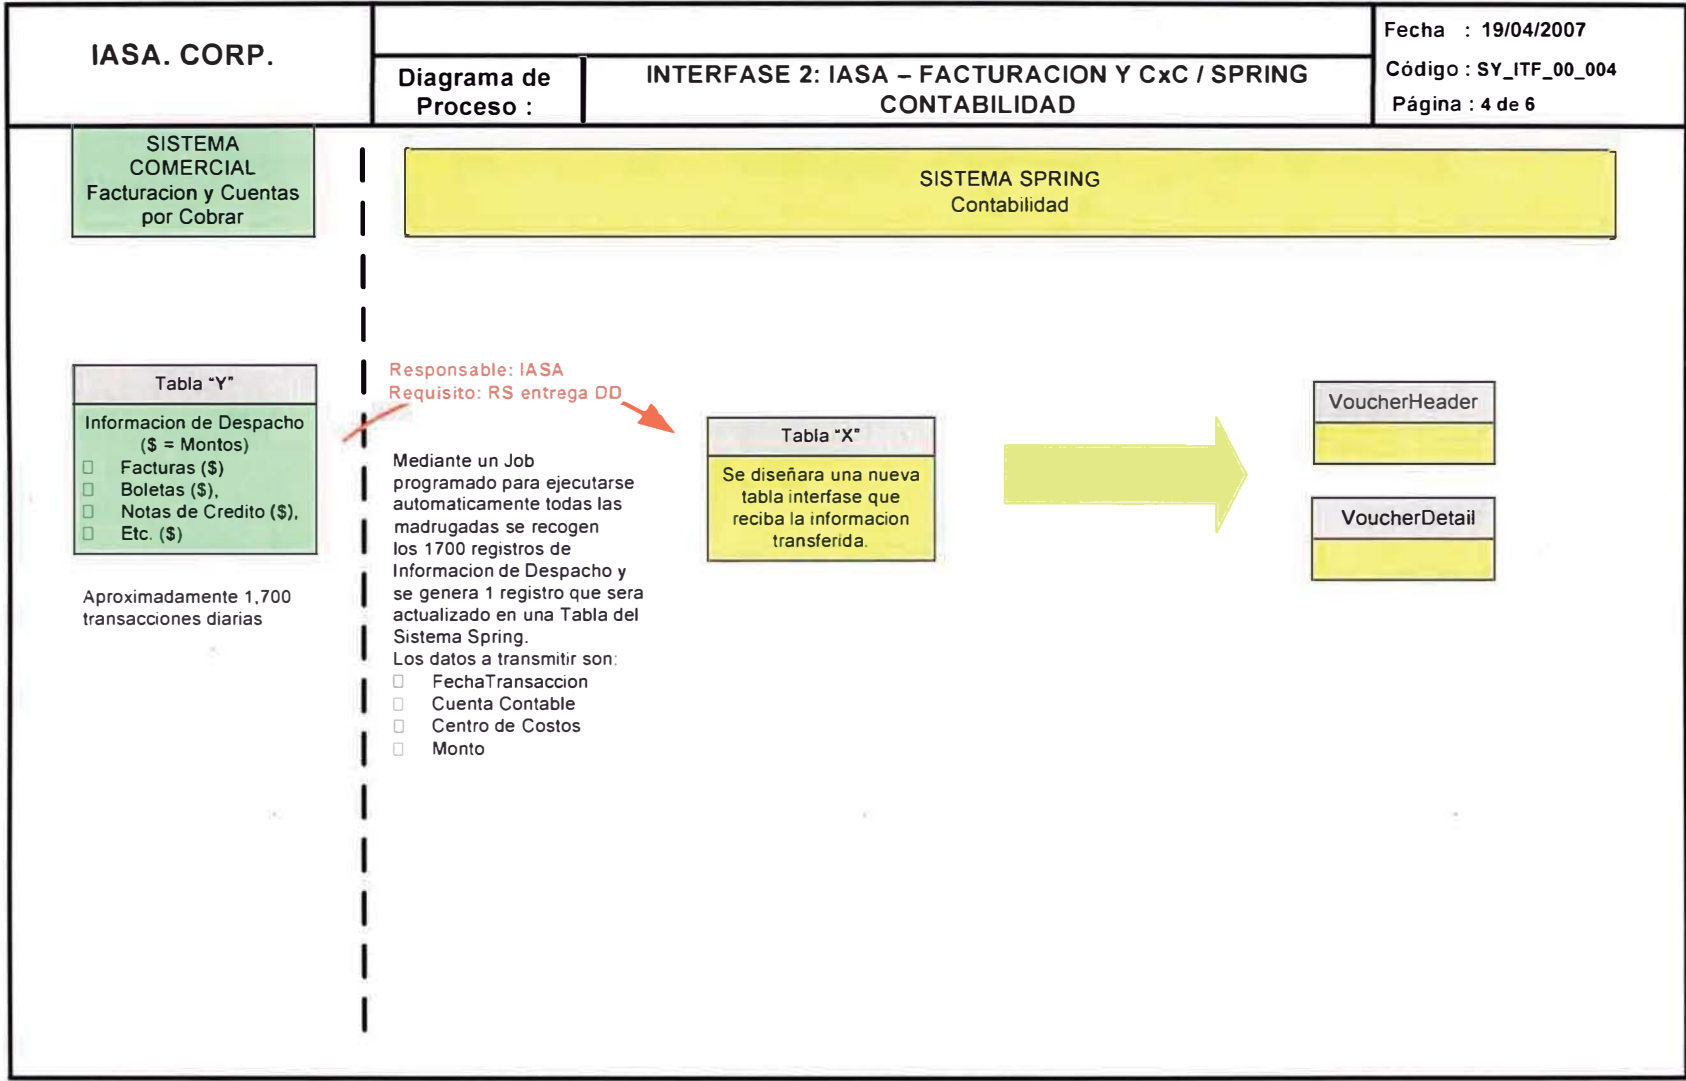 IASA. CORP.
Diagrama de
Proceso :
INTERFASE 2: IASA – FACTURACION Y CxC / SPRING
CONTABILIDAD
Fecha : 19/04/2007
Código : SY_ITF_00_004
Página : 4 de 6
SISTEMA
COMERCIAL
Facturacion y Cuentas
por Cobrar
SISTEMA SPRING
Contabilidad
Tabla "Y"
Informacion de Despacho
($ = Montos)
Facturas ($)
Boletas ($),
Notas de Credito ($),
Etc. ($)
Aproximadamente 1,700
transacciones diarias
Responsable: IASA
Requisito: RS entrega DD
Mediante un Job
programado para ejecutarse
automaticamente todas las
madrugadas se recogen
los 1700 registros de
Informacion de Despacho y
se genera 1 registro que sera
actualizado en una Tabla del
Sistema Spring.
Los datos a transmitir son:
FechaTransaccion
Cuenta Contable
Centro de Costos
Monto
Tabla "X"
Se diseñara una nueva
tabla interfase que
reciba la informacion
transferida.
VoucherHeader
VoucherDetail